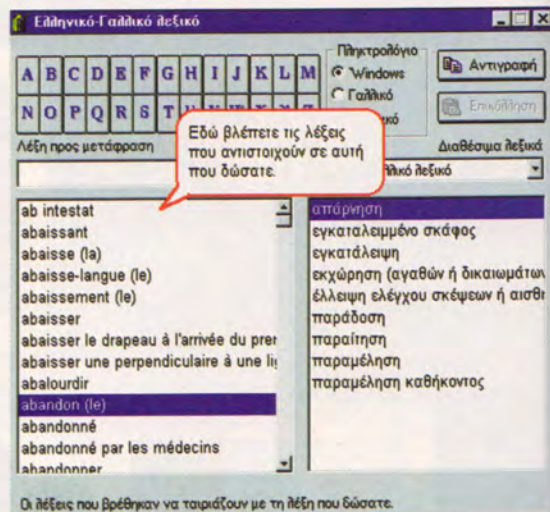 Ελληνικό-Γαλλικό λεξικό
A B C D E F G H I J K L M
N O P Q R S T
Πληκτρολόγιο
Windows
Γαλλικό
Αντιγραφή
Επικόλληση
Λέξη προς μετάφραση
Διαθέσιμα λεξικά
λεξικό
Εδώ βλέπετε τις λέξεις
που αντιστοιχούν σε αυτή
που δώσατε.
ab intestat
abaissant
abaisse (la)
abaisse-langue (le)
abaissement (le)
abaisser
abaisser le drapeau à l'arrivée du prer
abaisser une perpendiculaire à une li
abalourdir
abandon (le)
abandonné
abandonné par les médecins
abandonner
απάρνηση
εγκαταλειμμένο σκάφος
εγκατάλειψη
εκχώρηση (αγαθών ή δικαιωμάτων
έλλειψη ελέγχου σκέψεων ή αισθη
παράδοση
παραίτηση
παραμέληση
παραμέληση καθήκοντος
Οι λέξεις που βρέθηκαν να ταιριάζουν με τη λέξη που δώσατε.